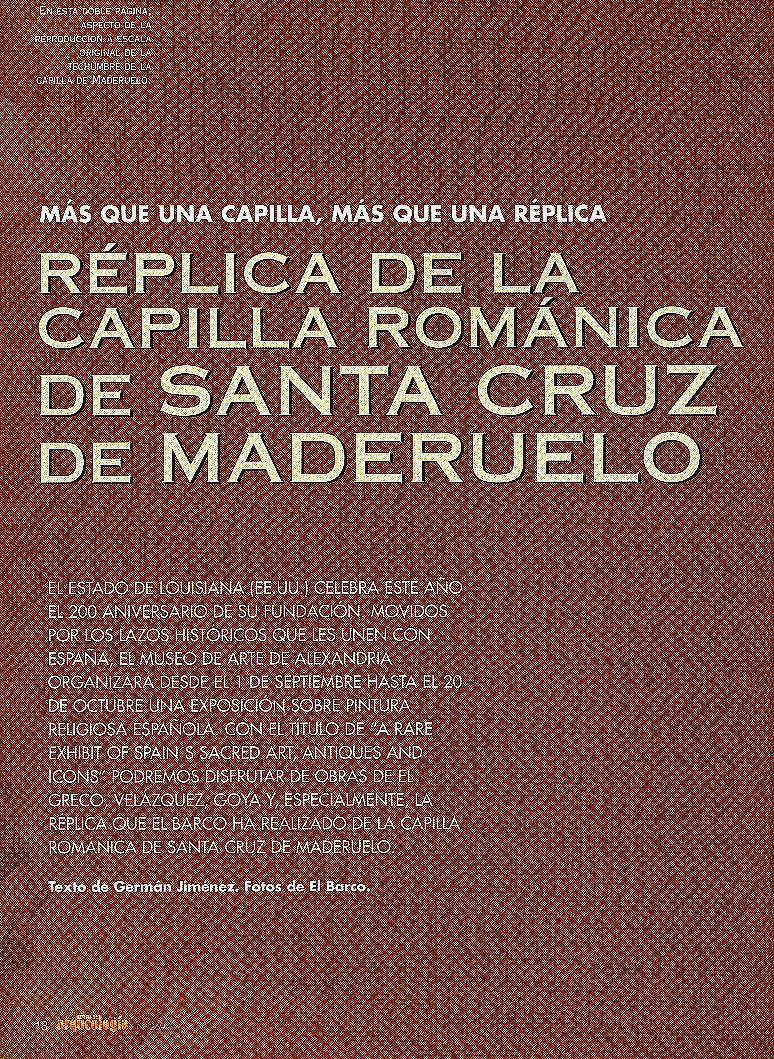 EN ESTA DOBLE PÁGINA,
ASPECTO DE LA
REPRODUCCIÓN A ESCALA
ORIGINAL DE LA
TECHUMBRE DE LA
CAPILLA DE MADERUELO.
MÁS QUE UNA CAPILLA, MÁS QUE UNA RÉPLICA
RÉPLICA DE LA
CAPILLA ROMÁNICA
DE SANTA CRUZ
DE MADERUELO
EL ESTADO DE LOUISIANA (EE.UU.) CELEBRA ESTE AÑO
EL 200 ANIVERSARIO DE SU FUNDACIÓN. MOVIDOS
POR LOS LAZOS HISTÓRICOS QUE LES UNEN CON
ESPAÑA, EL MUSEO DE ARTE DE ALEXANDRIA
ORGANIZARÁ DESDE EL 1 DE SEPTIEMBRE HASTA EL 20
DE OCTUBRE UNA EXPOSICIÓN SOBRE PINTURA
RELIGIOSA ESPAÑOLA. CON EL TÍTULO DE "A RARE
EXHIBIT OF SPAIN´S SACRED ART, ANTIQUES AND
ICONS" PODREMOS DISFRUTAR DE OBRAS DE EL
GRECO, VELÁZQUEZ, GOYA Y, ESPECIALMENTE, LA
RÉPLICA QUE EL BARCO HA REALIZADO DE LA CAPILLA
ROMÁNICA DE SANTA CRUZ DE MADERUELO.
Texto de Germán Jiménez. Fotos de El Barco.
18 arqueología